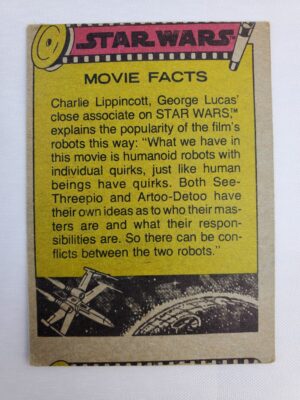 STAR WARS
MOVIE FACTS
Charlie Lippincott, George Lucas'
close associate on STAR WARS,™
explains the popularity of the film's
robots this way: "What we have in
this movie is humanoid robots with
individual quirks, just like human
beings have quirks. Both See-
Threepio and Artoo-Detoo have
their own ideas as to who their mas-
ters are and what their respon-
sibilities are. So there can be con-
flicts between the two robots."